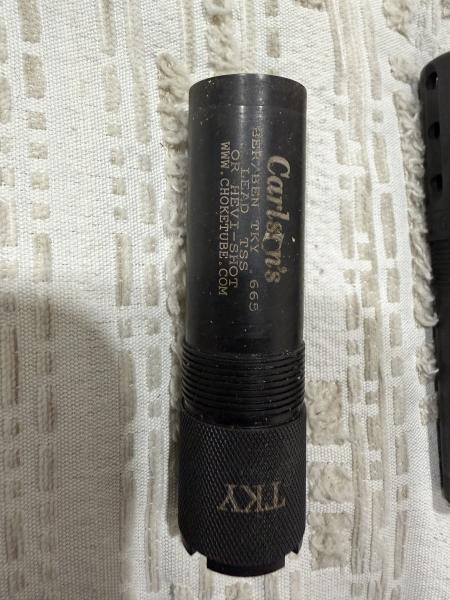 Carlson's
BER/BEN TKY .665
LEAD TSS
OR HEVI-SHOT
WWW.CHOKETUBE.COM
TKY